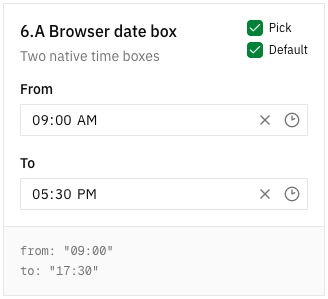 6.A Browser date box
Pick
Two native time boxes
Default
From
09:00 AM
To
05:30 PM
from: "09:00"
to: "17:30"